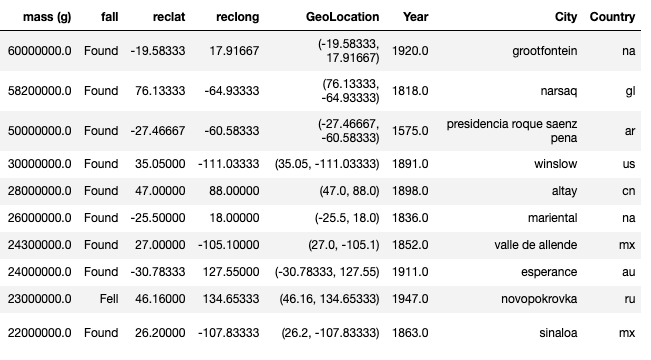 mass (g) fall reclat reclong GeoLocation Year City Country
60000000.0 Found -19.58333 17.91667 (-19.58333, 17.91667) 1920.0 grootfontein na
58200000.0 Found 76.13333 -64.93333 (76.13333, -64.93333) 1818.0 narsaq gl
50000000.0 Found -27.46667 -60.58333 (-27.46667, -60.58333) 1575.0 presidencia roque saenz pena ar
30000000.0 Found 35.05000 -111.03333 (35.05, -111.03333) 1891.0 winslow us
28000000.0 Found 47.00000 88.00000 (47.0, 88.0) 1898.0 altay cn
26000000.0 Found -25.50000 18.00000 (-25.5, 18.0) 1836.0 mariental na
24300000.0 Found 27.00000 -105.10000 (27.0, -105.1) 1852.0 valle de allende mx
24000000.0 Found -30.78333 127.55000 (-30.78333, 127.55) 1911.0 esperance au
23000000.0 Fell 46.16000 134.65333 (46.16, 134.65333) 1947.0 novopokrovka ru
22000000.0 Found 26.20000 -107.83333 (26.2, -107.83333) 1863.0 sinaloa mx